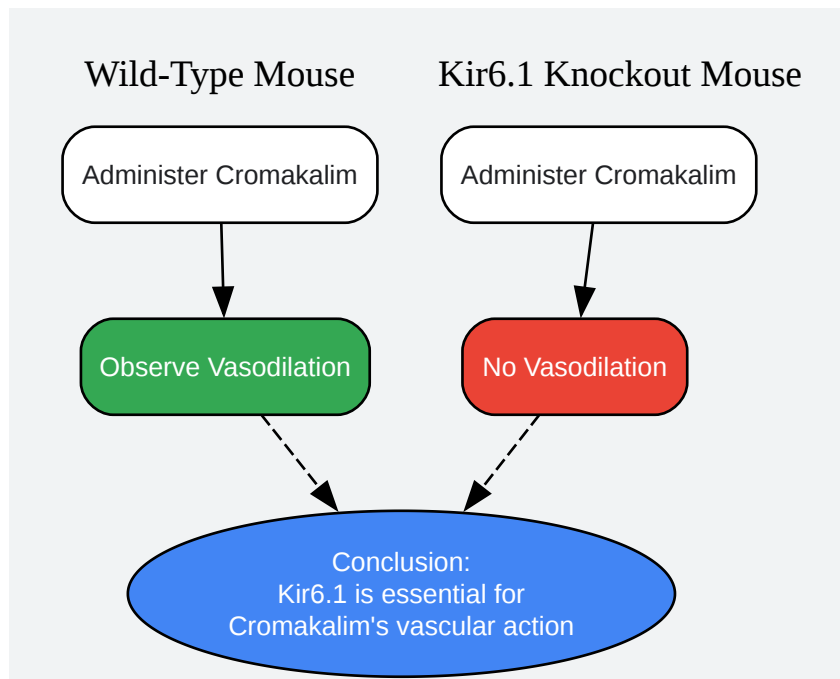 Wild-Type Mouse
Kir6.1 Knockout Mouse
Administer Cromakalim
Administer Cromakalim
Observe Vasodilation
No Vasodilation
Conclusion:
Kir6.1 is essential for
Cromakalim's vascular action